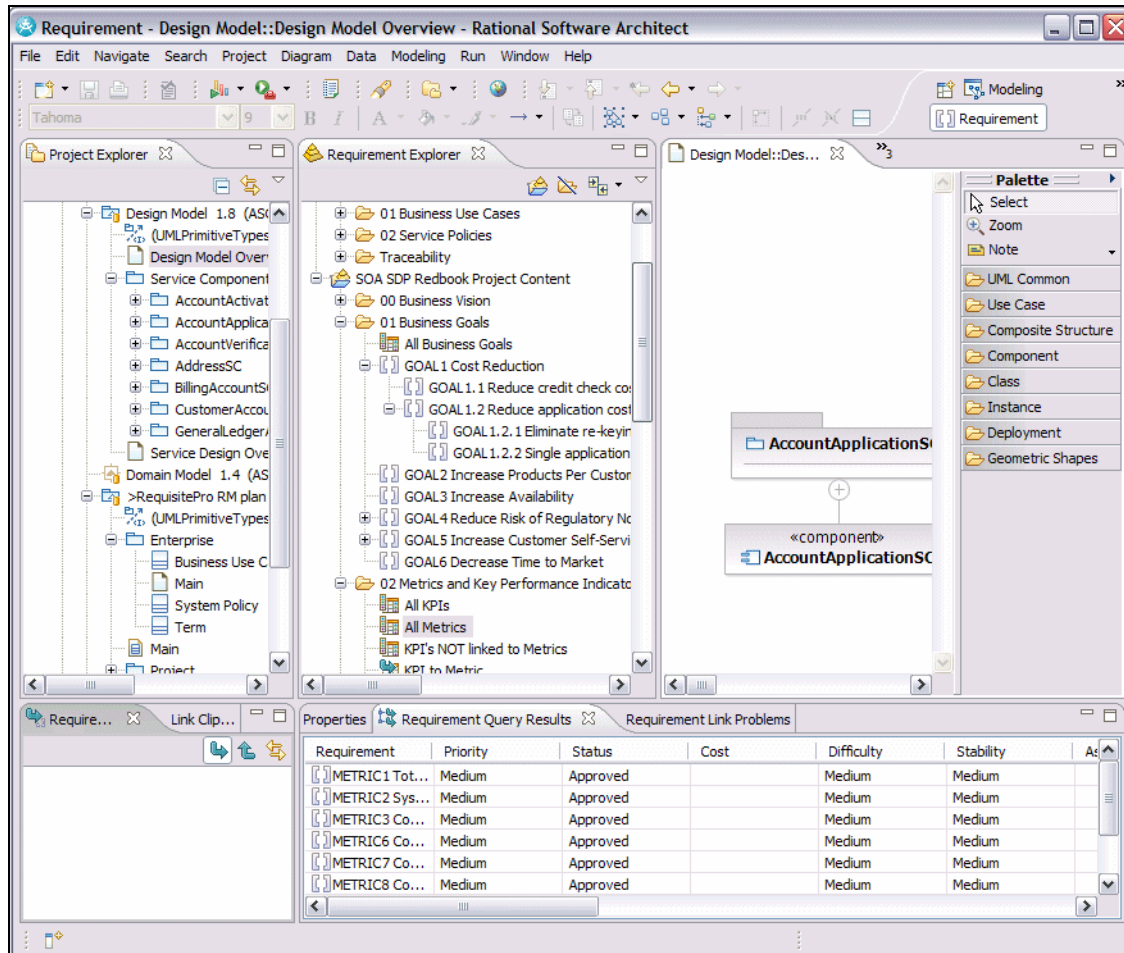 Requirement - Design Model::Design Model Overview - Rational Software Architect
File Edit Navigate Search Project Diagram Data Modeling Run Window Help
Modeling
Tahoma 9 B I A Requirement
Project Explorer
Design Model 1.8 (ASC
(UMLPrimitiveTypes
Design Model Over
Service Component
AccountActivat
AccountApplica
AccountVerifica
AddressSC
BillingAccountS
CustomerAccou
GeneralLedger
Service Design Ove
Domain Model 1.4 (AS
>RequisitePro RM plan
(UMLPrimitiveTypes
Enterprise
Business Use C
Main
System Policy
Term
Main
Project
Requirement Explorer
01 Business Use Cases
02 Service Policies
Traceability
SOA SDP Redbook Project Content
00 Business Vision
01 Business Goals
All Business Goals
GOAL1 Cost Reduction
GOAL1.1 Reduce credit check co
GOAL1.2 Reduce application cost
GOAL1.2.1 Eliminate re-keyin
GOAL1.2.2 Single application
GOAL2 Increase Products Per Custor
GOAL3 Increase Availability
GOAL4 Reduce Risk of Regulatory No
GOAL5 Increase Customer Self-Servi
GOAL6 Decrease Time to Market
02 Metrics and Key Performance Indicato
All KPIs
All Metrics
KPI's NOT linked to Metrics
KPI to Metric
Design Model::Des... »3
AccountApplicationSC
«component»
AccountApplicationSC
Palette
Select
Zoom
Note
UML Common
Use Case
Composite Structure
Component
Class
Instance
Deployment
Geometric Shapes
Require... Link Clip...
Properties Requirement Query Results Requirement Link Problems
Requirement Priority Status Cost Difficulty Stability As
METRIC1 Tot... Medium Approved Medium Medium
METRIC2 Sys... Medium Approved Medium Medium
METRIC3 Co... Medium Approved Medium Medium
METRIC6 Co... Medium Approved Medium Medium
METRIC7 Co... Medium Approved Medium Medium
METRIC8 Co... Medium Approved Medium Medium